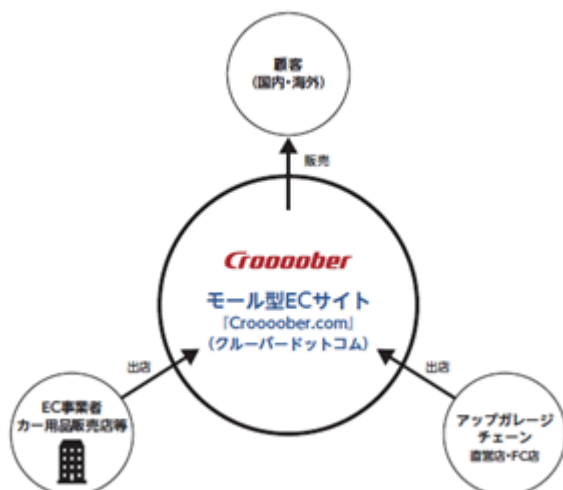 顧客
(国内・海外)
販売
Croooober
モール型ECサイト
『Croooober.com』
(クルーバードットコム)
出店
出店
EC事業者
カー用品販売店等
アップガレージ
チェーン
直営店・FC店